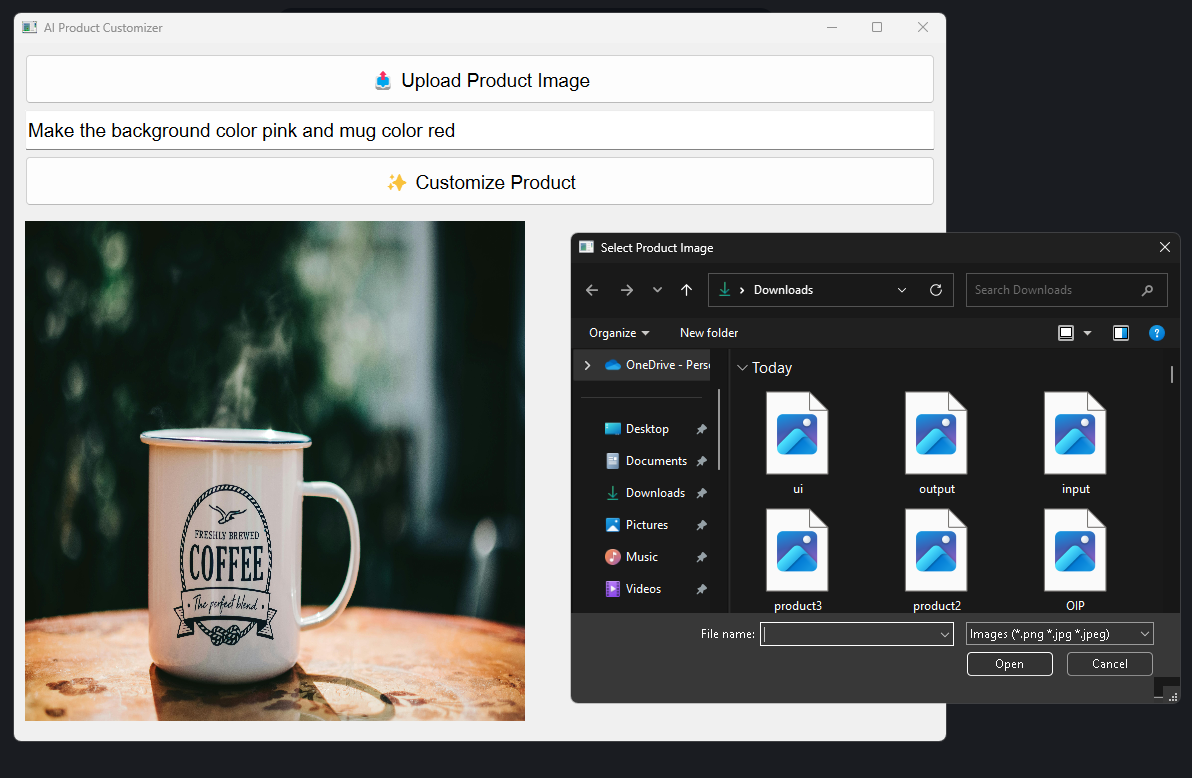 AI Product Customizer
Upload Product Image
Make the background color pink and mug color red
Customize Product
FRESHLY BREWED
COFFEE
The perfect blend
Select Product Image
Downloads
Search Downloads
Organize
New folder
OneDrive - Perso
Desktop
Documents
Downloads
Pictures
Music
Videos
Today
ui
output
input
product3
product2
OIP
File name:
Images (*.png *.jpg *.jpeg)
Open
Cancel